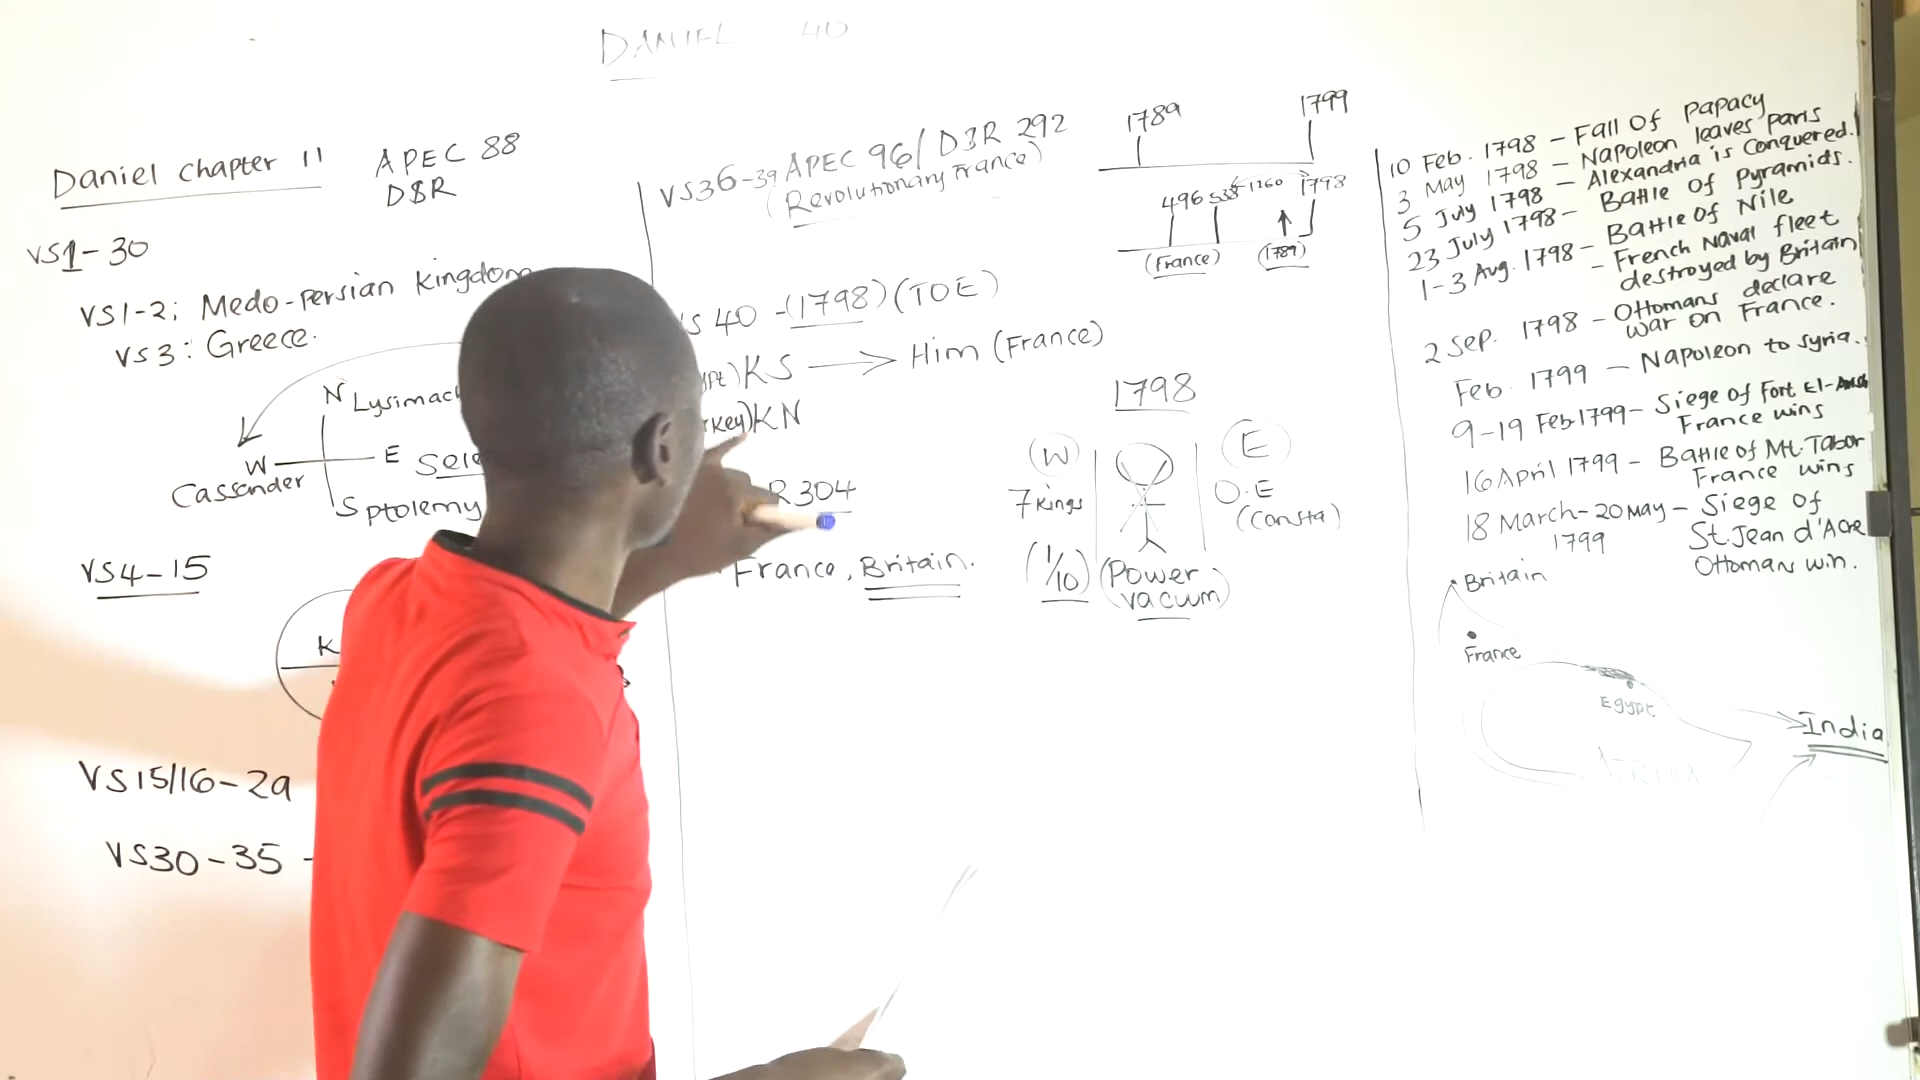 DANIEL 40
Daniel chapter 11
APEC 88
D&R
VS1-30
VS1-2; Medo-persian kingdom
VS3: Greece.
N Lysimac
W
E
Cassander
S ptolemy
VS4-15
K
VS15/16-29
VS30-35 -
VS36-39 APEC 96/ D&R 292
(Revolutionary France)
VS 40 -(1798)(TOE)
KS → Him (France)
key)KN
R 304
France, Britain.
1789
1799
496 538 1260 1798
(France)
(1789)
1798
W
E
7 kings
O.E
(Consta)
(1/10)
(Power
vacuum)
10 Feb. 1798 - Fall Of Papacy
3 May 1798 - Napoleon leaves paris
5 July 1798 - Alexandria is Conquered.
23 July 1798 - Battle Of Pyramids.
1-3 Aug. 1798 - Battle Of Nile
- French Naval fleet
destroyed by Britain
2 Sep. 1798 - Ottomans declare
war on France.
Feb. 1799 - Napoleon to Syria.
9-19 Feb 1799- Siege of Fort El-Arish
France wins
16 April 1799 - Battle of Mt. Tabor
France wins
18 March- 20 May - Siege of
1799 St. Jean d'Acre
Ottomans win.
Britain
France
Egypt
India